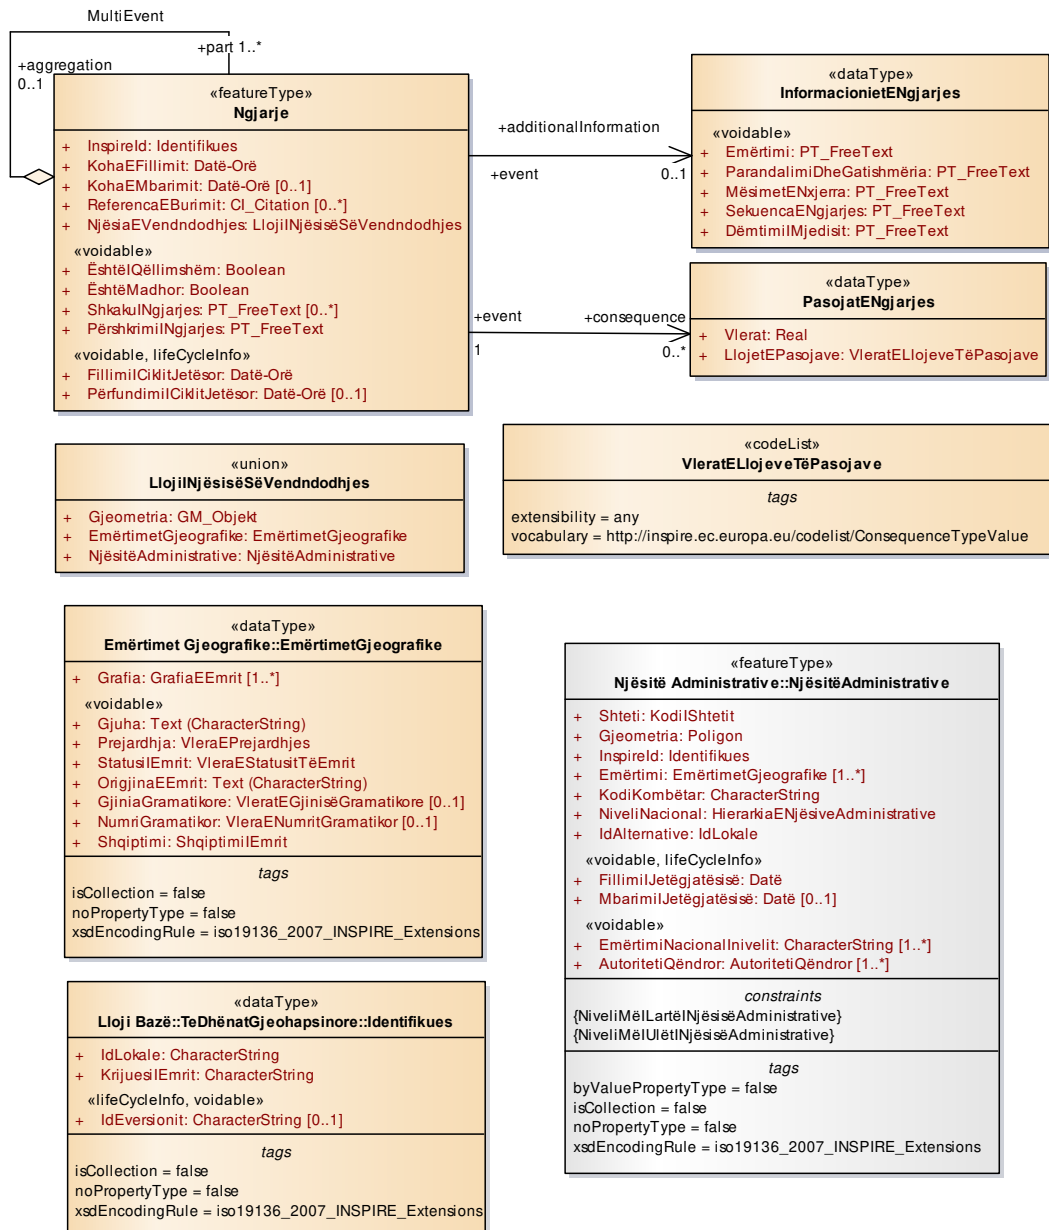 MultiEvent
+part 1..*
+aggregation
0..1
«featureType»
Ngjarje
+ InspireId: Identifikues
+ KohaEFillimit: Datë-Orë
+ KohaEMbarimit: Datë-Orë [0..1]
+ ReferencaEBurimit: CI_Citation [0..*]
+ NjësiaEVendndodhjes: LlojiINjësisëSëVendndodhjes
«voidable»
+ ËshtëIQëllimshëm: Boolean
+ ËshtëMadhor: Boolean
+ ShkakuINgjarjes: PT_FreeText [0..*]
+ PërshkrimiINgjarjes: PT_FreeText
«voidable, lifeCycleInfo»
+ FillimiICiklitJetësor: Datë-Orë
+ PërfundimiICiklitJetësor: Datë-Orë [0..1]
+additionalInformation
+event
0..1
«dataType»
InformacionietENgjarjes
«voidable»
+ Emërtimi: PT_FreeText
+ ParandalimiDheGatishmëria: PT_FreeText
+ MësimetENxjerra: PT_FreeText
+ SekuencaENgjarjes: PT_FreeText
+ DëmtimiIMjedisit: PT_FreeText
+event
1
+consequence
0..*
«dataType»
PasojatENgjarjes
+ Vlerat: Real
+ LlojetEPasojave: VleratELlojeveTëPasojave
«union»
LlojiINjësisëSëVendndodhjes
+ Gjeometria: GM_Objekt
+ EmërtimetGjeografike: EmërtimetGjeografike
+ NjësitëAdministrative: NjësitëAdministrative
«codeList»
VleratELlojeveTëPasojave
tags
extensibility = any
vocabulary = http://inspire.ec.europa.eu/codelist/ConsequenceTypeValue
«dataType»
Emërtimet Gjeografike::EmërtimetGjeografike
+ Grafia: GrafiaEEmrit [1..*]
«voidable»
+ Gjuha: Text (CharacterString)
+ Prejardhja: VleraEPrejardhjes
+ StatusiIEmrit: VleraEStatusitTëEmrit
+ OrigjinaEEmrit: Text (CharacterString)
+ GjiniaGramatikore: VleratEGjinisëGramatikore [0..1]
+ NumriGramatikor: VleraENumritGramatikor [0..1]
+ Shqiptimi: ShqiptimiIEmrit
tags
isCollection = false
noPropertyType = false
xsdEncodingRule = iso19136_2007_INSPIRE_Extensions
«featureType»
Njësitë Administrative::NjësitëAdministrative
+ Shteti: KodiIShtetit
+ Gjeometria: Poligon
+ InspireId: Identifikues
+ Emërtimi: EmërtimetGjeografike [1..*]
+ KodiKombëtar: CharacterString
+ NiveliNacional: HierarkiaENjësiveAdministrative
+ IdAlternative: IdLokale
«voidable, lifeCycleInfo»
+ FillimiIJetëgjatësisë: Datë
+ MbarimiIJetëgjatësisë: Datë [0..1]
«voidable»
+ EmërtimiNacionalInivelit: CharacterString [1..*]
+ AutoritetiQëndror: AutoritetiQëndror [1..*]
constraints
{NiveliMëILartëINjësisëAdministrative}
{NiveliMëIUlëtINjësisëAdministrative}
tags
byValuePropertyType = false
isCollection = false
noPropertyType = false
xsdEncodingRule = iso19136_2007_INSPIRE_Extensions
«dataType»
Lloji Bazë::TeDhënatGjeohapsinore::Identifikues
+ IdLokale: CharacterString
+ KrijuesiIEmrit: CharacterString
«lifeCycleInfo, voidable»
+ IdEversionit: CharacterString [0..1]
tags
isCollection = false
noPropertyType = false
xsdEncodingRule = iso19136_2007_INSPIRE_Extensions